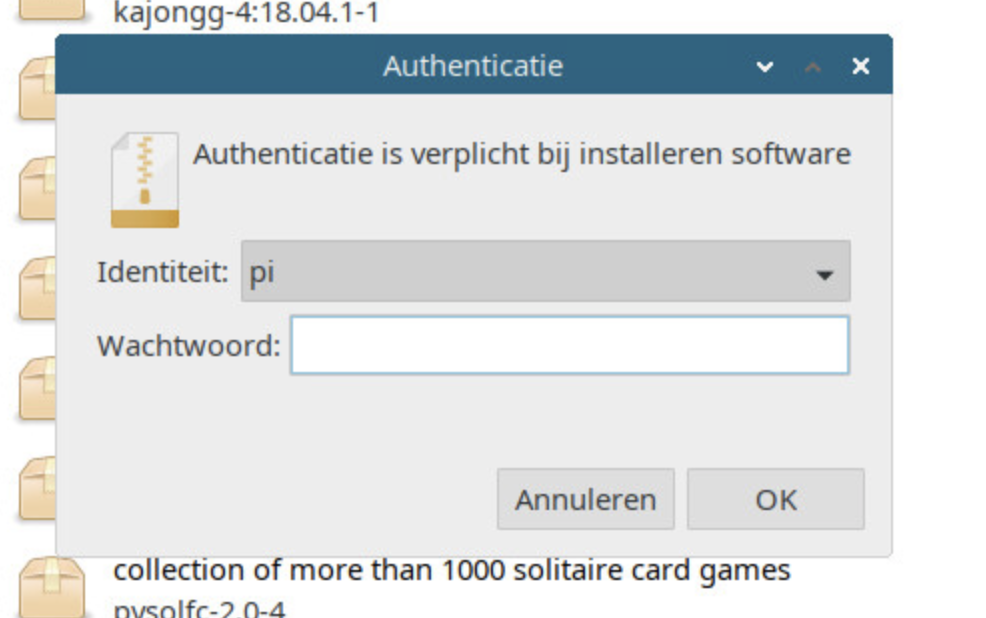 kajongg-4:18.04.1-1
Authenticatie
Authenticatie is verplicht bij installeren software
Identiteit: pi
Wachtwoord:
Annuleren OK
collection of more than 1000 solitaire card games
pysolfc-2.0-4